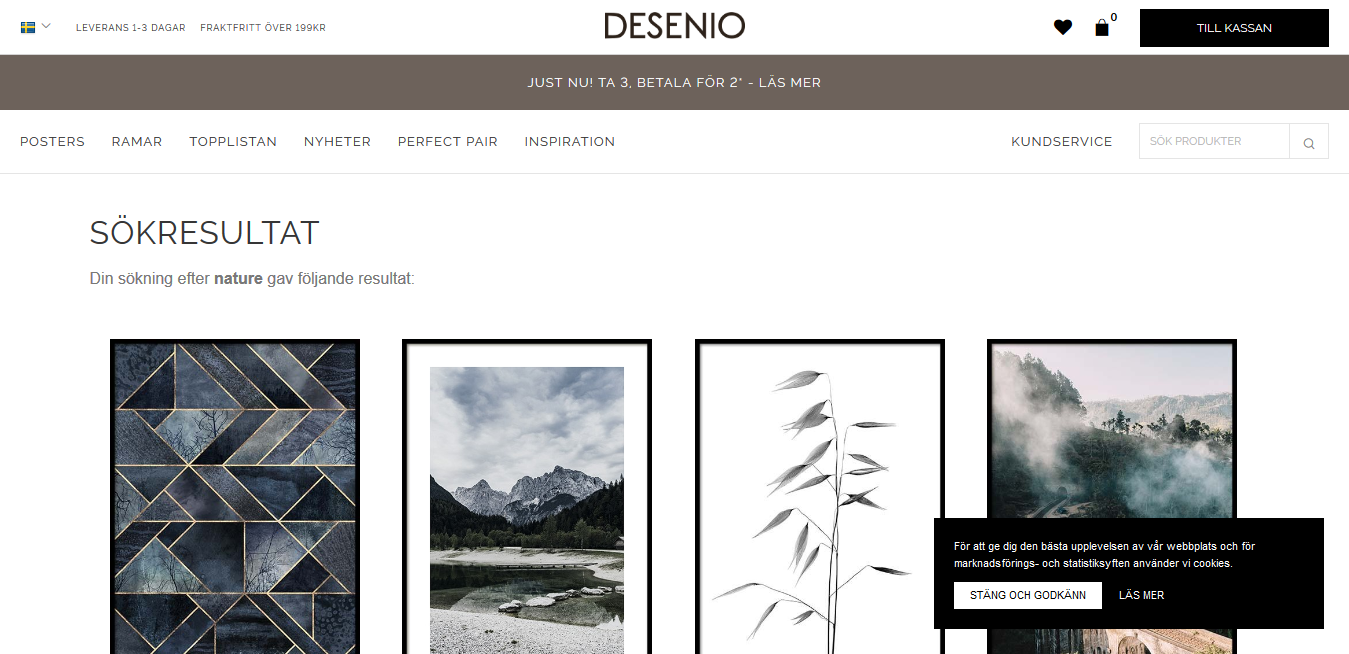 LEVERANS 1-3 DAGAR FRAKTFRITT ÖVER 199KR
DESENIO
0
TILL KASSAN
JUST NU! TA 3, BETALA FÖR 2* - LÄS MER
POSTERS RAMAR TOPPLISTAN NYHETER PERFECT PAIR INSPIRATION
KUNDSERVICE
SÖK PRODUKTER
SÖKRESULTAT
Din sökning efter nature gav följande resultat:
För att ge dig den bästa upplevelsen av vår webbplats och för
marknadsförings- och statistiksyften använder vi cookies.
STÄNG OCH GODKÄNN LÄS MER